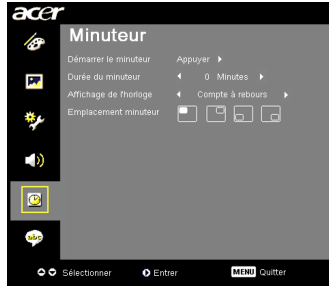 acer
Minuteur
Démarrer le minuteur Appuyer
Durée du minuteur 0 Minutes
Affichage de l'horloge Compte à rebours
Emplacement minuteur
abc
Sélectionner Entrer MENU Quitter